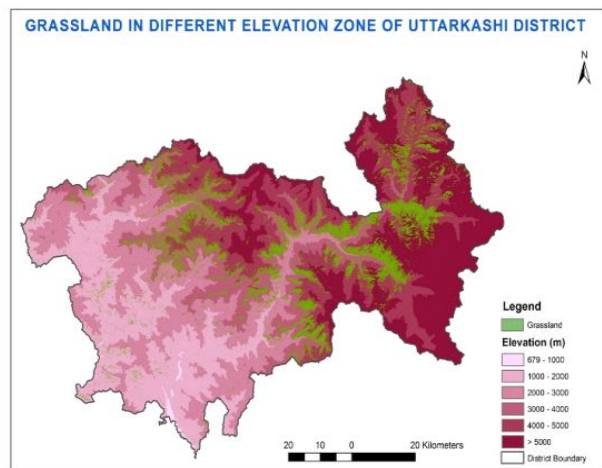 GRASSLAND IN DIFFERENT ELEVATION ZONE OF UTTARKASHI DISTRICT
N
Legend
Grassland
Elevation (m)
679 - 1000
1000 - 2000
2000 - 3000
3000 - 4000
4000 - 5000
> 5000
District Boundary
20 10 0 20 Kilometers